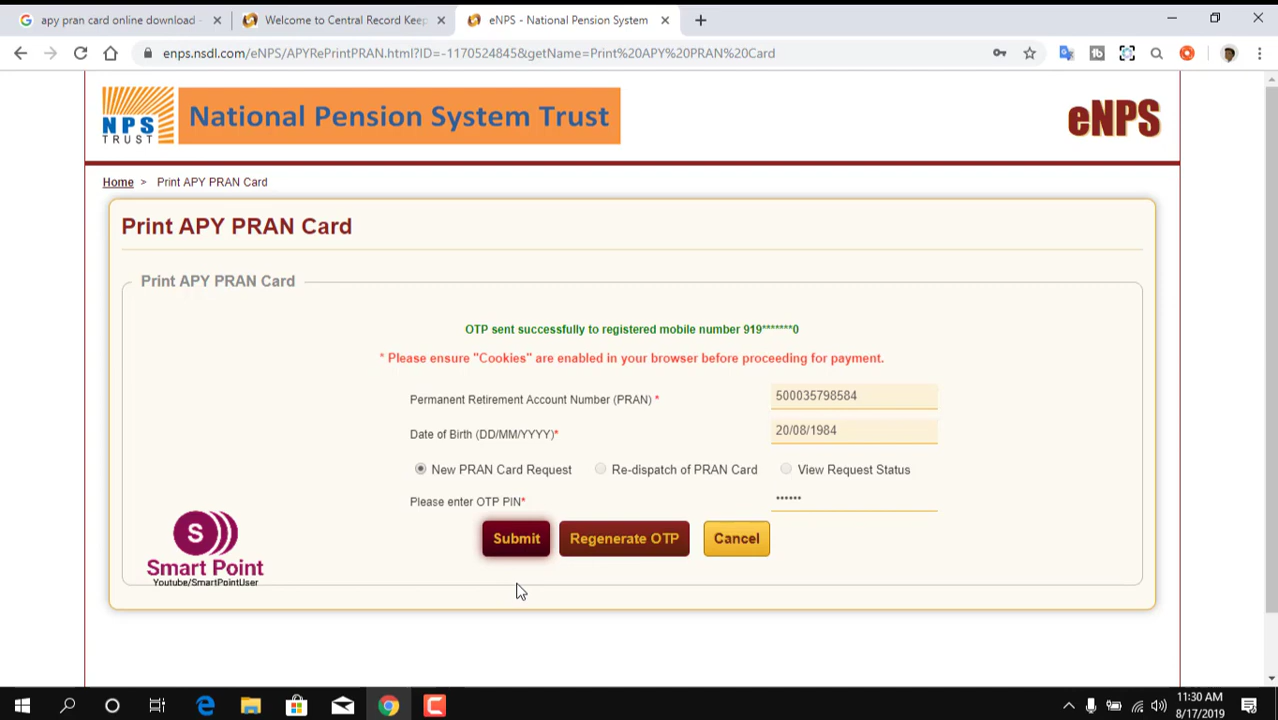 apy pran card online download -
Welcome to Central Record Keep
eNPS - National Pension System
enps.nsdl.com/eNPS/APYRePrintPRAN.html?ID=-1170524845&getName=Print%20APY%20PRAN%20Card
NPS
TRUST
National Pension System Trust
eNPS
Home > Print APY PRAN Card
Print APY PRAN Card
Print APY PRAN Card
OTP sent successfully to registered mobile number 919*******0
* Please ensure "Cookies" are enabled in your browser before proceeding for payment.
Permanent Retirement Account Number (PRAN) * 500035798584
Date of Birth (DD/MM/YYYY)* 20/08/1984
New PRAN Card Request Re-dispatch of PRAN Card View Request Status
Please enter OTP PIN* ••••••
Submit Regenerate OTP Cancel
S
Smart Point
Youtube/SmartPointUser
11:30 AM
8/17/2019